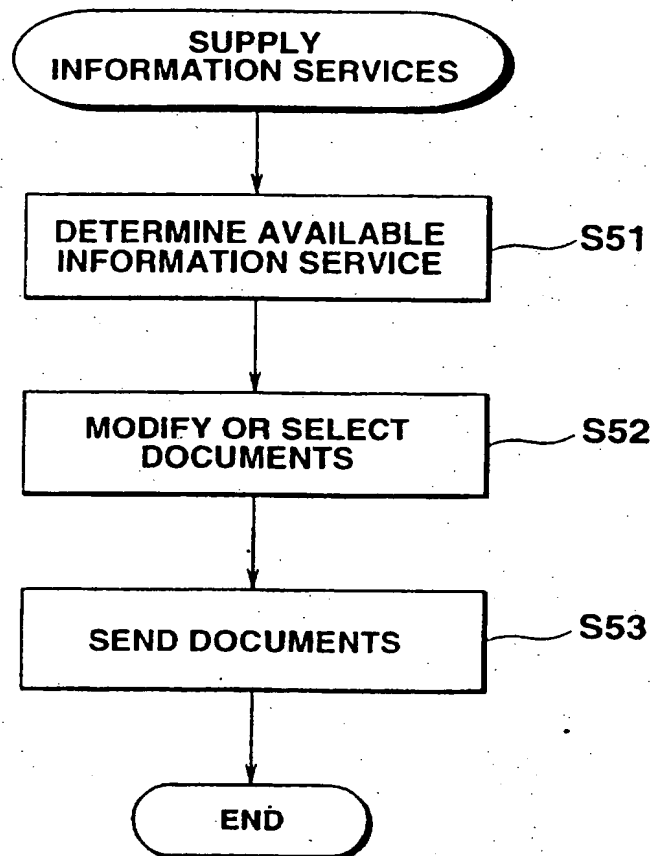 SUPPLY
INFORMATION SERVICES
DETERMINE AVAILABLE
INFORMATION SERVICE
S51
MODIFY OR SELECT
DOCUMENTS
S52
SEND DOCUMENTS
S53
END